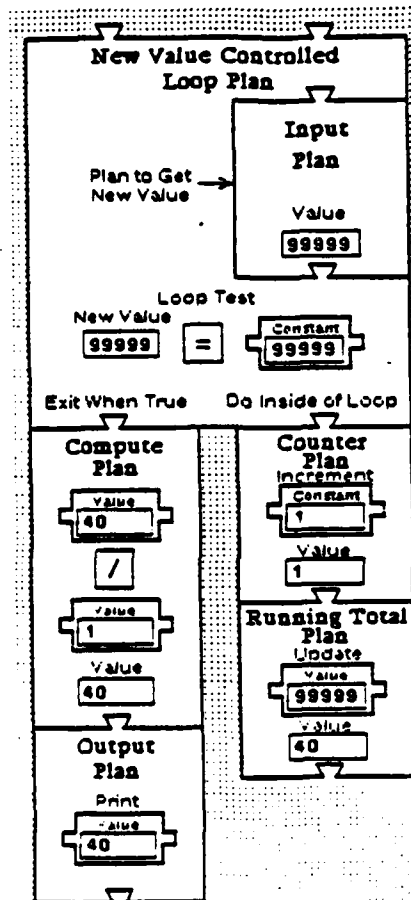 New Value Controlled
Loop Plan
Input
Plan
Plan to Get
New Value
Value
99999
Loop Test
New Value
99999
=
Constant
99999
Exit When True
Do Inside of Loop
Compute
Plan
Value
40
/
Value
1
Value
40
Output
Plan
Print
Value
40
Counter
Plan
Increment
Constant
1
Value
1
Running Total
Plan
Update
Value
99999
Value
40